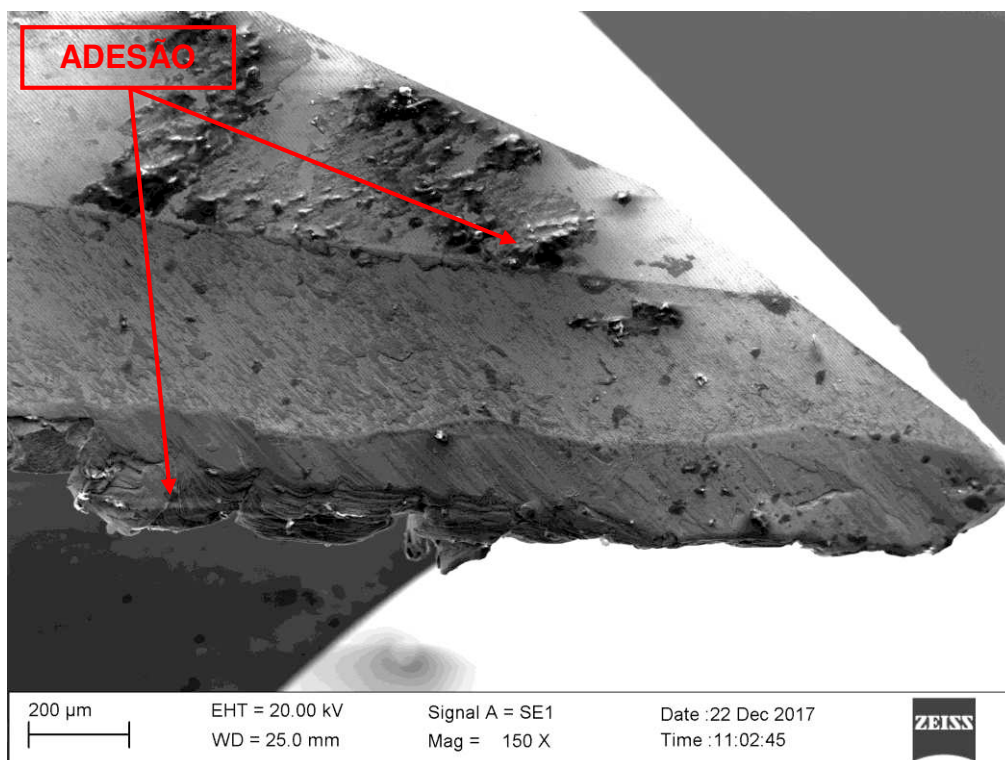 ADESÃO
200 µm
EHT = 20.00 kV
Signal A = SE1
Date :22 Dec 2017
WD = 25.0 mm
Mag = 150 X
Time :11:02:45
ZEISS